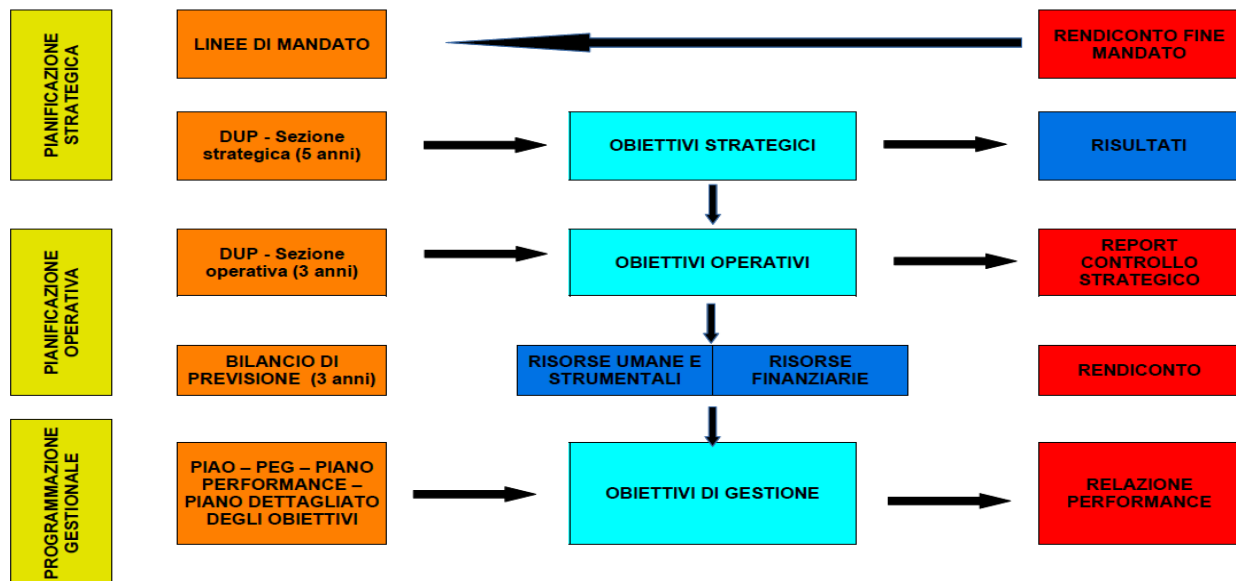 PIANIFICAZIONE
STRATEGICA
LINEE DI MANDATO
RENDICONTO FINE
MANDATO
DUP - Sezione
strategica (5 anni)
OBIETTIVI STRATEGICI
RISULTATI
PIANIFICAZIONE
OPERATIVA
DUP - Sezione
operativa (3 anni)
OBIETTIVI OPERATIVI
REPORT
CONTROLLO
STRATEGICO
BILANCIO DI
PREVISIONE (3 anni)
RISORSE UMANE E
STRUMENTALI
RISORSE
FINANZIARIE
RENDICONTO
PROGRAMMAZIONE
GESTIONALE
PIAO – PEG – PIANO
PERFORMANCE –
PIANO DETTAGLIATO
DEGLI OBIETTIVI
OBIETTIVI DI GESTIONE
RELAZIONE
PERFORMANCE